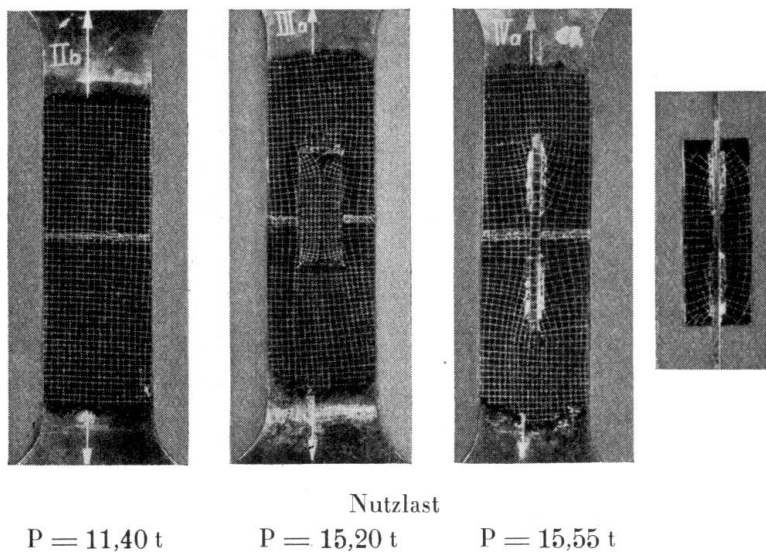 IIb
IIIa
IVa
Nutzlast
P = 11,40 t
P = 15,20 t
P = 15,55 t